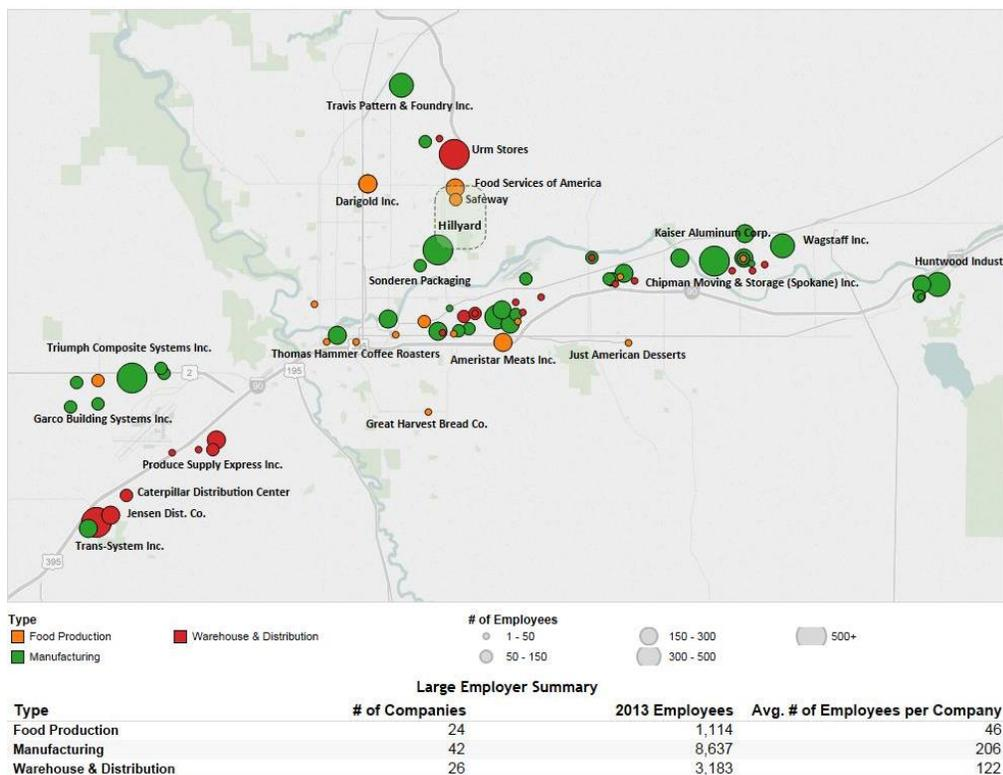 Travis Pattern & Foundry Inc.
Urm Stores
Food Services of America
Darigold Inc.
Safeway
Hillyard
Kaiser Aluminum Corp.
Wagstaff Inc.
Huntwood Indust
Sonderen Packaging
Chipman Moving & Storage (Spokane) Inc.
90
Triumph Composite Systems Inc.
Thomas Hammer Coffee Roasters
Ameristar Meats Inc.
Just American Desserts
2
195
90
Garco Building Systems Inc.
Great Harvest Bread Co.
Produce Supply Express Inc.
Caterpillar Distribution Center
Jensen Dist. Co.
Trans-System Inc.
395
Type
# of Employees
Food Production
Warehouse & Distribution
1 - 50
150 - 300
500+
Manufacturing
50 - 150
300 - 500
Large Employer Summary
Type # of Companies 2013 Employees Avg. # of Employees per Company
Food Production 24 1,114 46
Manufacturing 42 8,637 206
Warehouse & Distribution 26 3,183 122